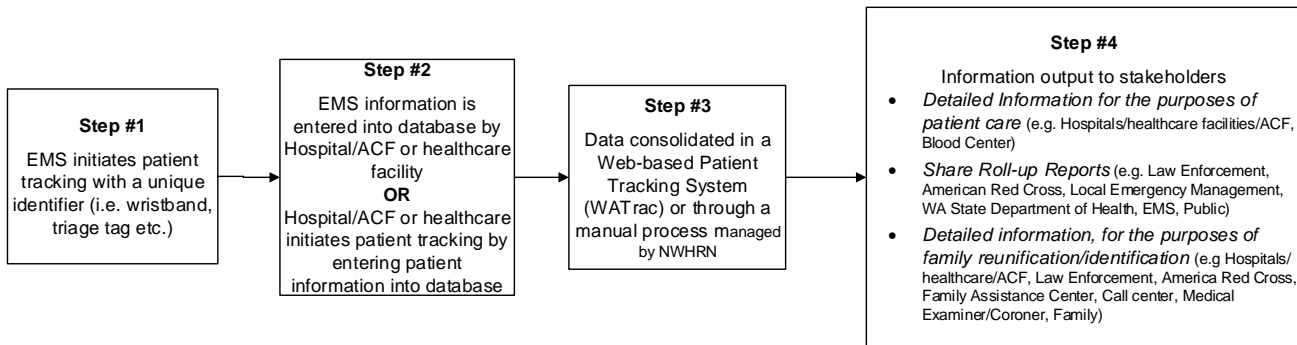 Step #1
EMS initiates patient
tracking with a unique
identifier (i.e. wristband,
triage tag etc.)
Step #2
EMS information is
entered into database by
Hospital/ACF or healthcare
facility
OR
Hospital/ACF or healthcare
initiates patient tracking by
entering patient
information into database
Step #3
Data consolidated in a
Web-based Patient
Tracking System
(WATrac) or through a
manual process managed
by NWHRN
Step #4
Information output to stakeholders
• Detailed Information for the purposes of
patient care (e.g. Hospitals/healthcare facilities/ACF,
Blood Center)
• Share Roll-up Reports (e.g. Law Enforcement,
American Red Cross, Local Emergency Management,
WA State Department of Health, EMS, Public)
• Detailed information, for the purposes of
family reunification/identification (e.g Hospitals/
healthcare/ACF, Law Enforcement, America Red Cross,
Family Assistance Center, Call center, Medical
Examiner/Coroner, Family)